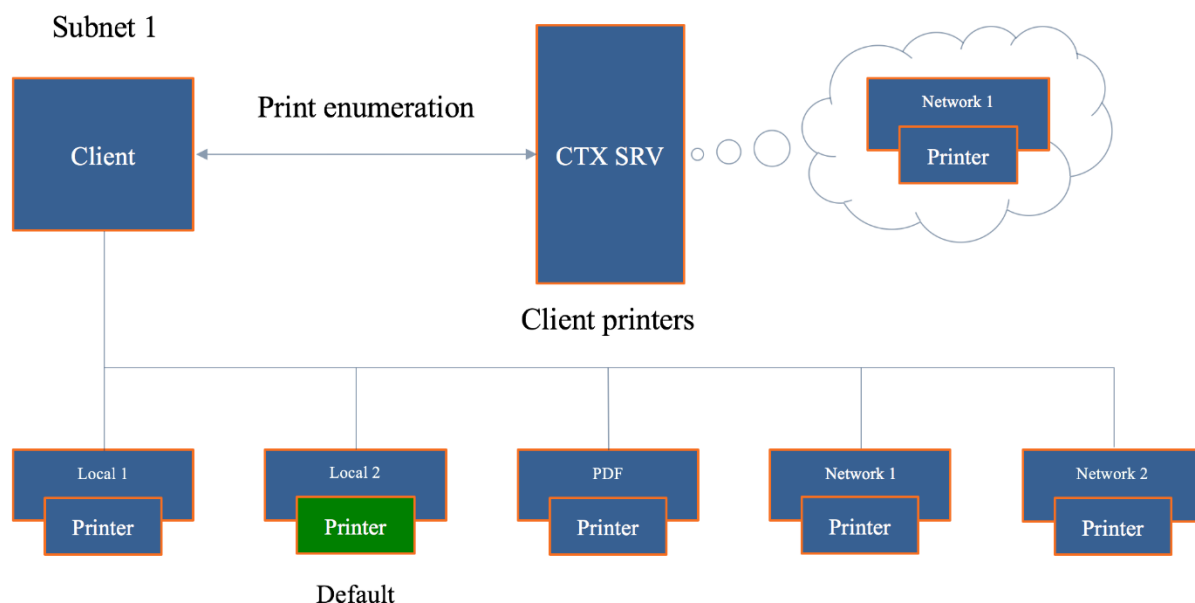 Subnet 1
Client
Print enumeration
CTX SRV
Network 1
Printer
Client printers
Local 1
Printer
Local 2
Printer
PDF
Printer
Network 1
Printer
Network 2
Printer
Default